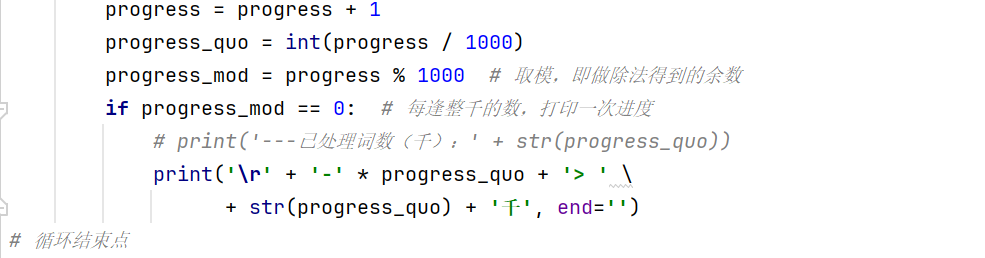 progress = progress + 1
progress_quo = int(progress / 1000)
progress_mod = progress % 1000  # 取模，即做除法得到的余数
if progress_mod == 0:  # 每逢整千的数，打印一次进度
# print('---已处理词数（千）：' + str(progress_quo))
print('\r' + '-' * progress_quo + '> ' \
+ str(progress_quo) + '千', end='')
# 循环结束点